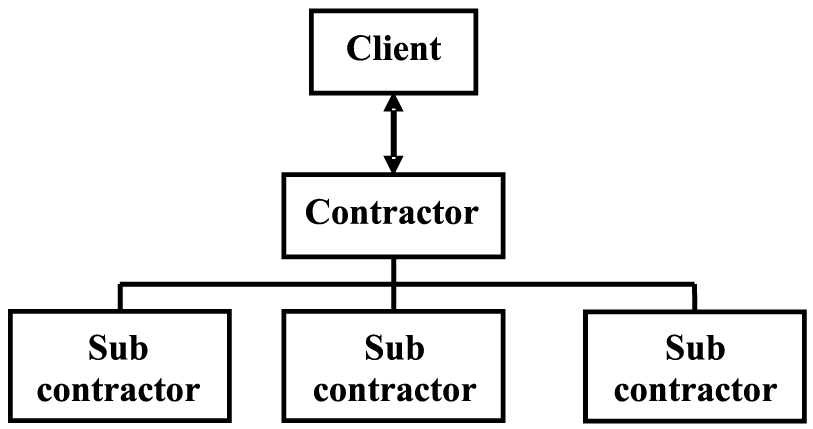 Client
Contractor
Sub
contractor
Sub
contractor
Sub
contractor